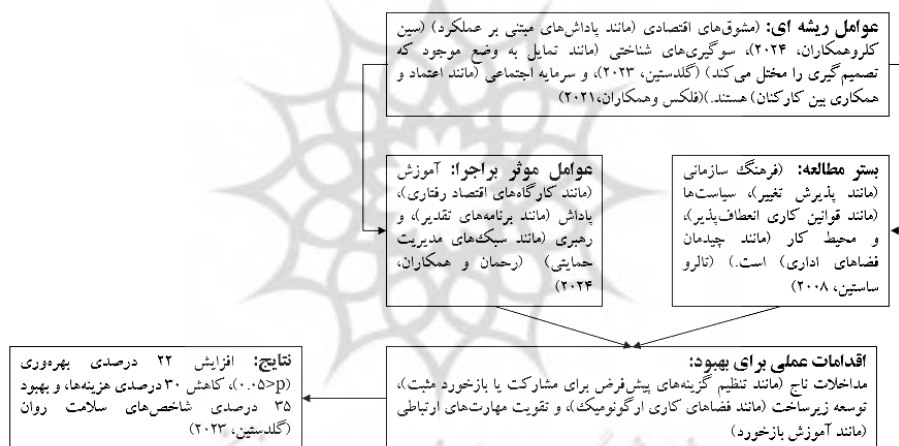 عوامل ریشه ای: (مشوق‌های اقتصادی (مانند پاداش‌های مبتنی بر عملکرد) (سین
کلروهمکاران، ۲۰۲۴)، سوگیری‌های شناختی (مانند تمایل به وضع موجود که
تصمیم‌گیری را مختل می‌کند) (گلدستین، ۲۰۲۳)، و سرمایه اجتماعی (مانند اعتماد و
همکاری بین کارکنان) هستند.)(فلکس وهمکاران،۲۰۲۱)
بستر مطالعه: (فرهنگ سازمانی
(مانند پذیرش تغییر)، سیاست‌ها
(مانند قوانین کاری انعطاف‌پذیر)،
و محیط کار (مانند چیدمان
فضاهای اداری) است.) (تالرو
ساستین، ۲۰۰۸)
عوامل موثر براجرا: آموزش
(مانند کارگاه‌های اقتصاد رفتاری)،
پاداش (مانند برنامه‌های تقدیر)، و
رهبری (مانند سبک‌های مدیریت
حمایتی) (رحمان و همکاران،
۲۰۲۴)
اقدامات عملی برای بهبود:
مداخلات ناج (مانند تنظیم گزینه‌های پیش‌فرض برای مشارکت یا بازخورد مثبت)،
توسعه زیرساخت (مانند فضاهای کاری ارگونومیک)، و تقویت مهارت‌های ارتباطی
(مانند آموزش بازخورد)
نتایج: افزایش ۲۲ درصدی بهره‌وری
(p<۰.۰۵)، کاهش ۳۰ درصدی هزینه‌ها، و بهبود
۳۵ درصدی شاخص‌های سلامت روان
(گلدستین، ۲۰۲۳)